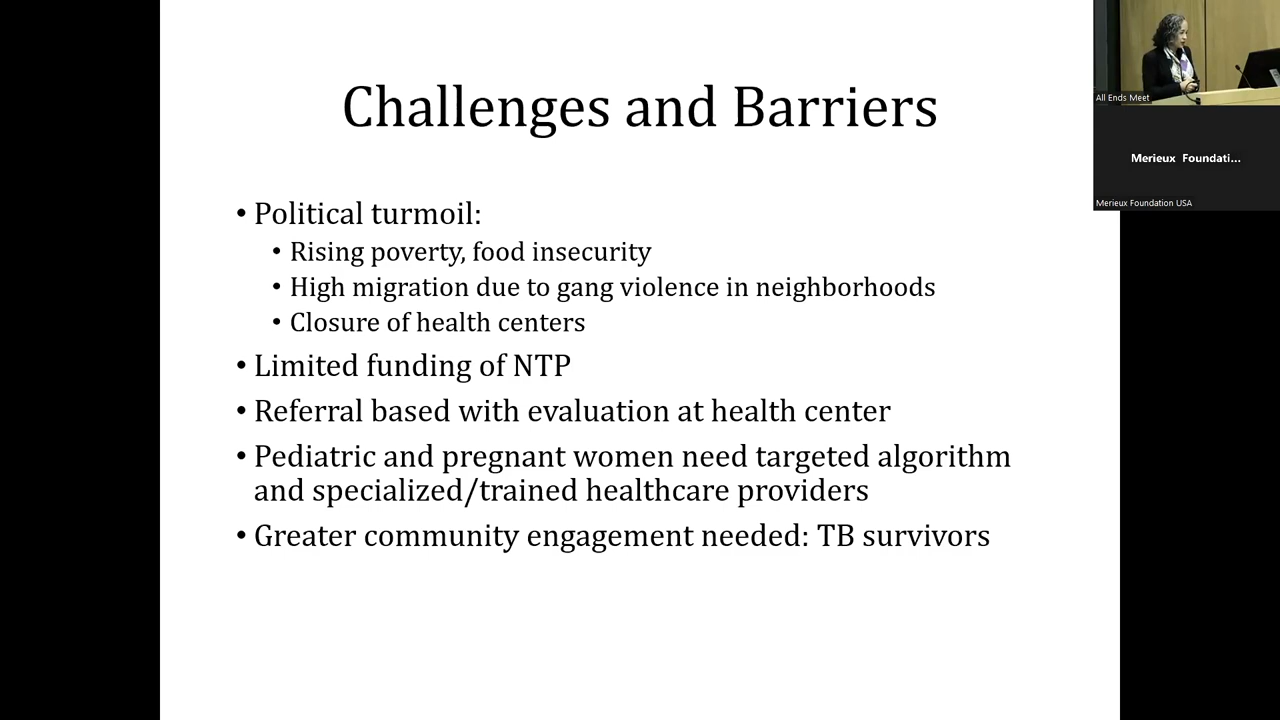 Challenges and Barriers
• Political turmoil:
• Rising poverty, food insecurity
• High migration due to gang violence in neighborhoods
• Closure of health centers
• Limited funding of NTP
• Referral based with evaluation at health center
• Pediatric and pregnant women need targeted algorithm
and specialized/trained healthcare providers
• Greater community engagement needed: TB survivors
All Ends Meet
Merieux Foundati...
Merieux Foundation USA